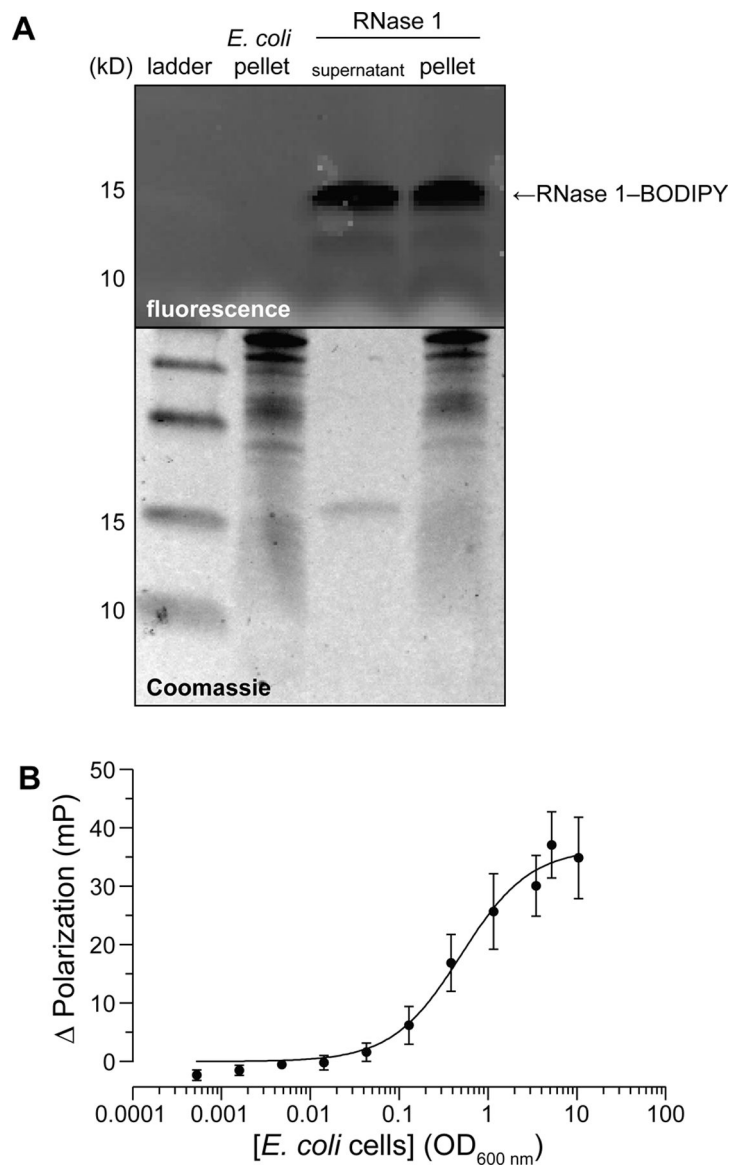 A
(kD)
ladder
E. coli
pellet
RNase 1
supernatant
pellet
15
10
←RNase 1–BODIPY
fluorescence
15
10
Coomassie
B
50
40
30
20
10
0
Δ Polarization (mP)
0.0001
0.001
0.01
0.1
1
10
100
[E. coli cells] (OD600 nm)